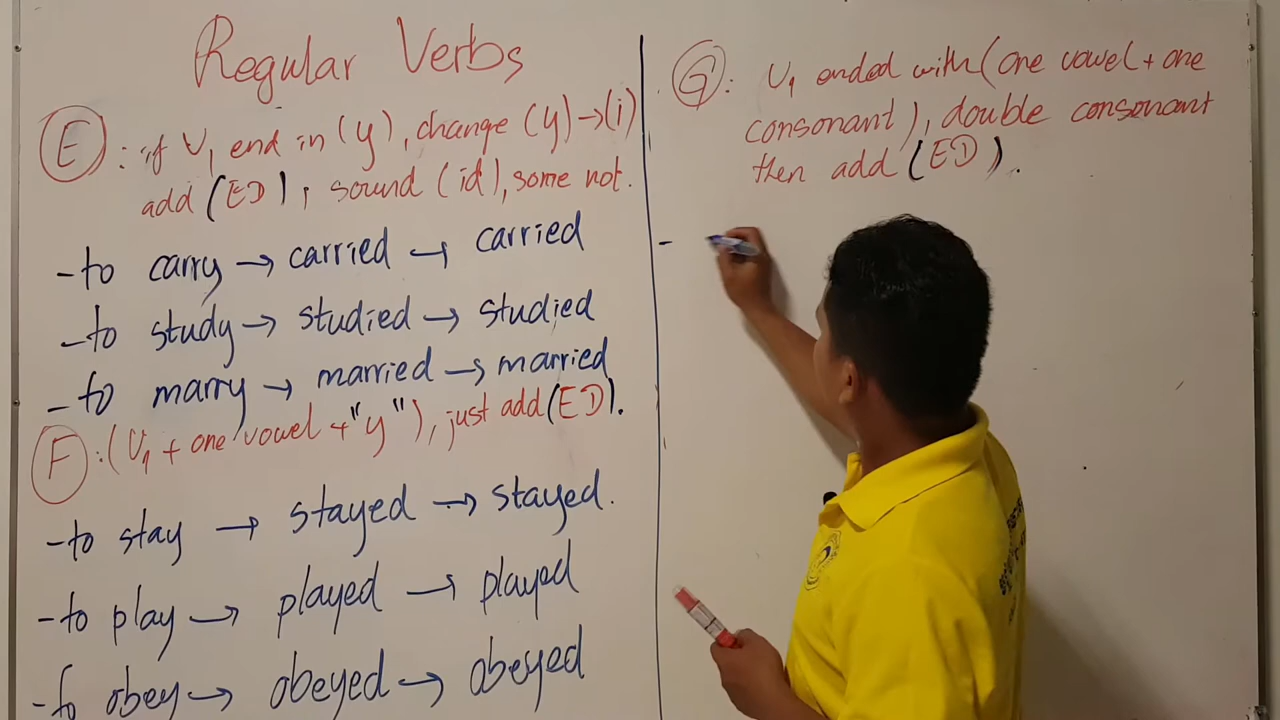 Regular Verbs
E : if V1 end in (y), change (y)→(i)
add (ED), sound (id), some not.
-to carry → carried → carried
-to study → studied → studied
-to marry → married → married
F : (V1 + one vowel + "y"), just add (ED).
-to stay → stayed → stayed.
-to play → played → played
-to obey → obeyed → obeyed
G : V1 ended with (one vowel + one
consonant), double consonant
then add (ED).
-